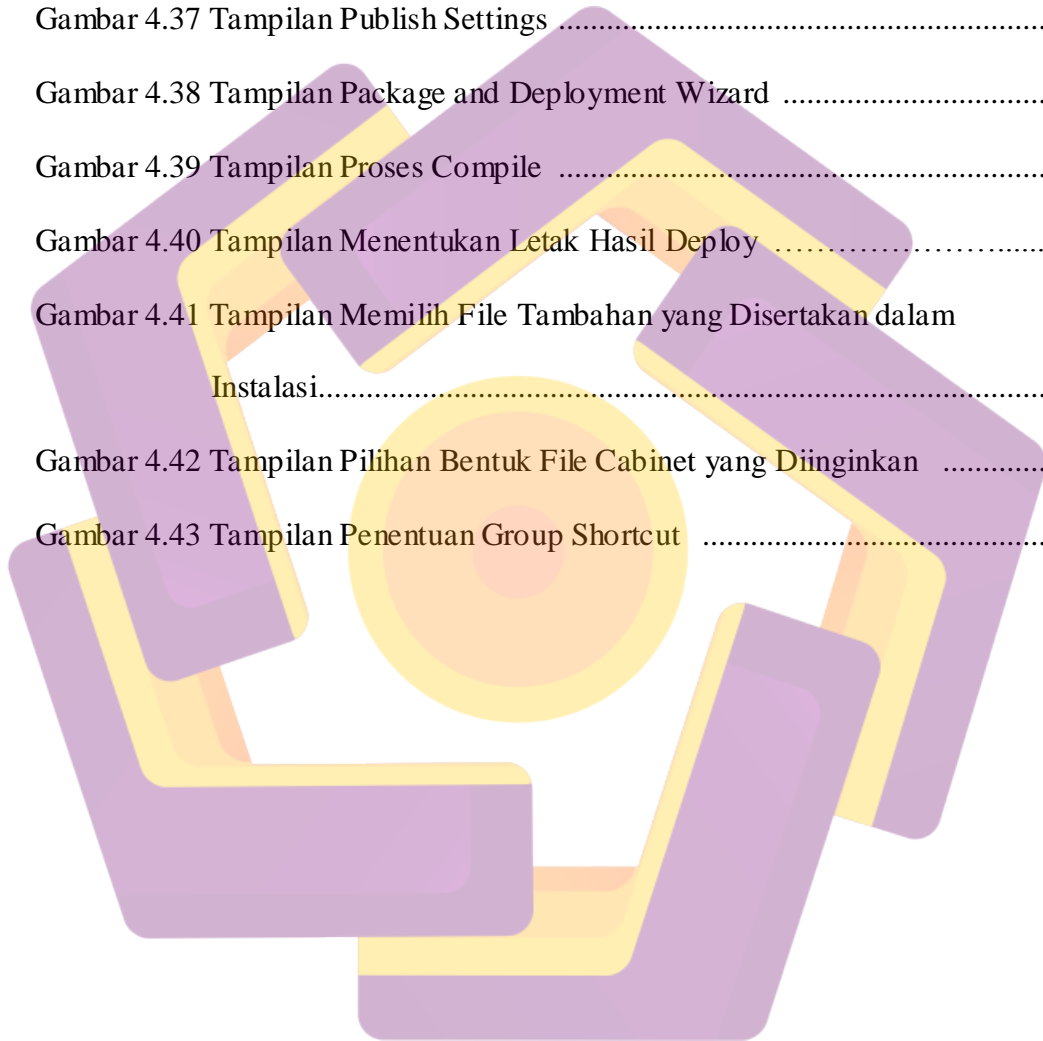 Gambar 4.37 Tampilan Publish Settings ................................................................
Gambar 4.38 Tampilan Package and Deployment Wizard ..................................
Gambar 4.39 Tampilan Proses Compile ................................................................
Gambar 4.40 Tampilan Menentukan Letak Hasil Deploy …………………….....
Gambar 4.41 Tampilan Memilih File Tambahan yang Disertakan dalam
Instalasi................................................................................................
Gambar 4.42 Tampilan Pilihan Bentuk File Cabinet yang Diinginkan .............
Gambar 4.43 Tampilan Penentuan Group Shortcut .............................................